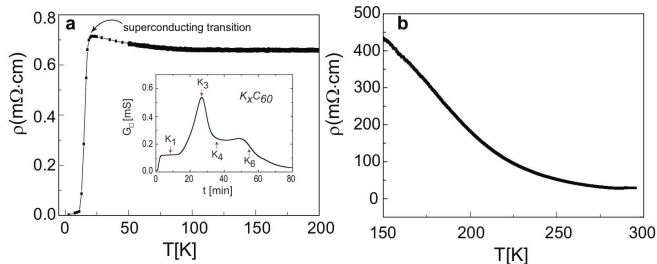 a
superconducting transition
0.8
0.6
0.4
0.2
0.0
ρ(mΩ·cm)
0 50 100 150 200
T[K]
K₃
KₓC₆₀
0.6
0.4
0.2
0.0
G□ [mS]
K₁
K₄
K₆
0 20 40 60 80
t [min]
b
500
400
300
200
100
0
ρ(mΩ·cm)
150 200 250 300
T[K]